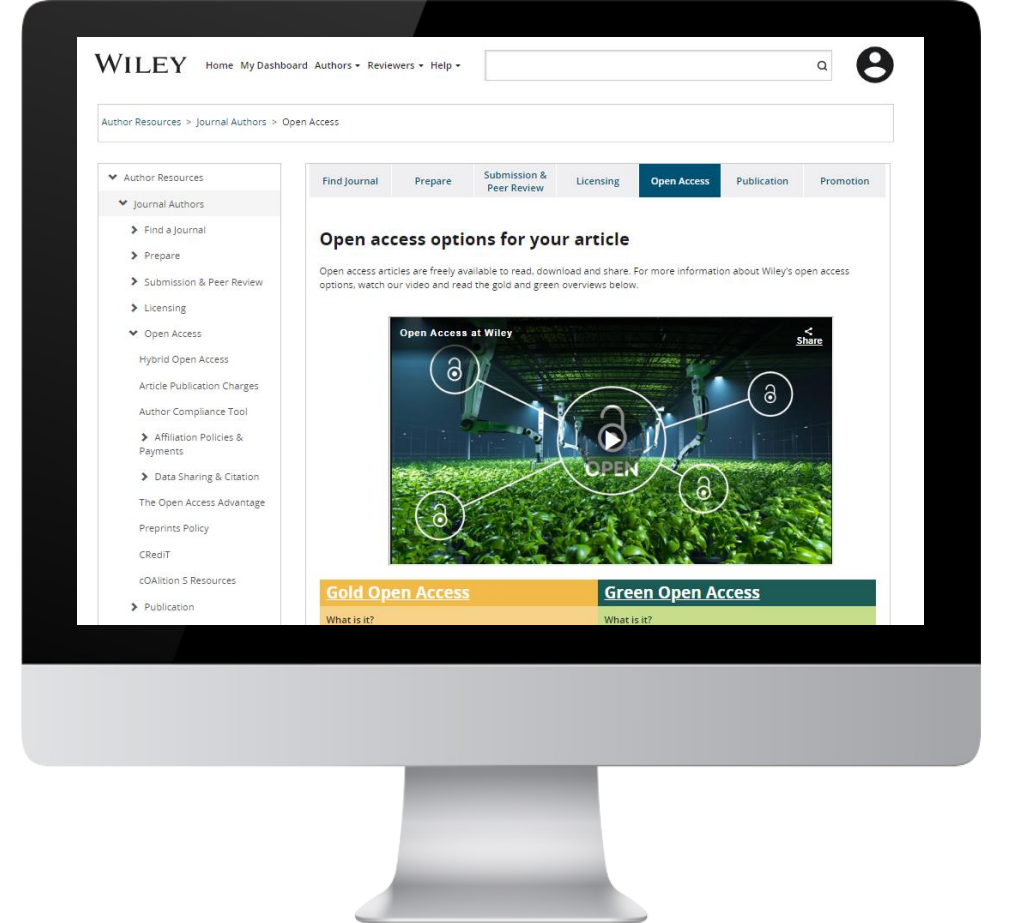 WILEY Home My Dashboard Authors Reviewers Help
Author Resources > Journal Authors > Open Access
Author Resources
Journal Authors
Find a Journal
Prepare
Submission & Peer Review
Licensing
Open Access
Hybrid Open Access
Article Publication Charges
Author Compliance Tool
Affiliation Policies &
Payments
Data Sharing & Citation
The Open Access Advantage
Preprints Policy
CRediT
cOAlition S Resources
Publication
Find Journal Prepare Submission & Peer Review Licensing Open Access Publication Promotion
Open access options for your article
Open access articles are freely available to read, download and share. For more information about Wiley's open access
options, watch our video and read the gold and green overviews below.
Open Access at Wiley
Share
OPEN
Gold Open Access Green Open Access
What is it? What is it?